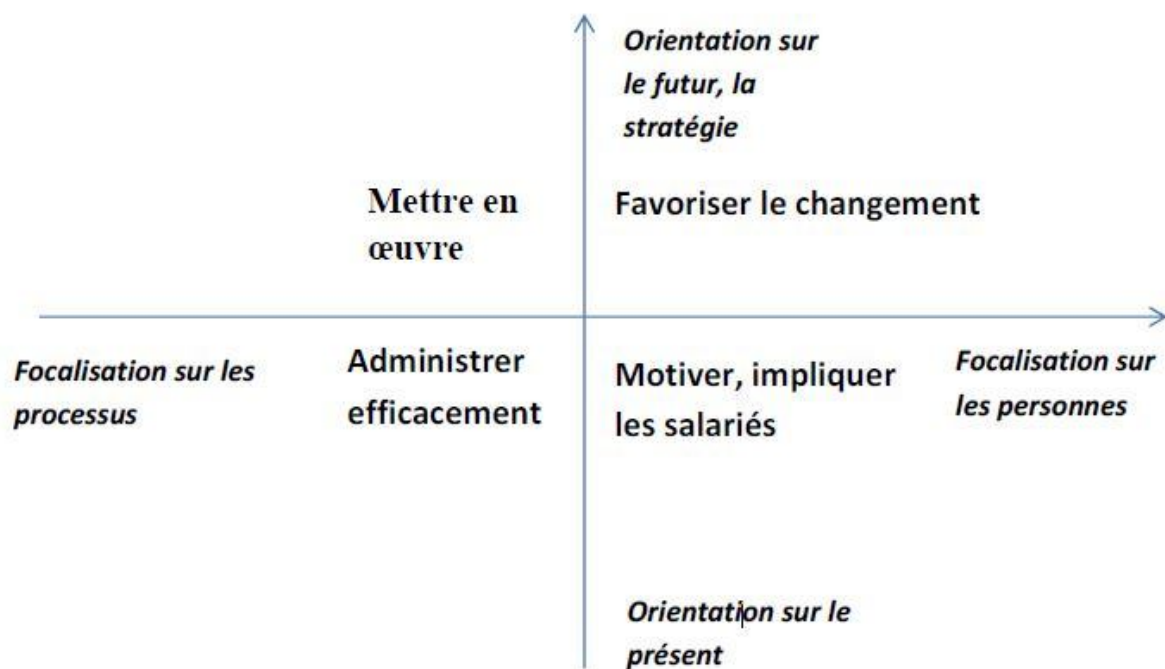 Orientation sur
le futur, la
stratégie
Mettre en
œuvre
Favoriser le changement
Focalisation sur les
processus
Administrer
efficacement
Motiver, impliquer
les salariés
Focalisation sur
les personnes
Orientation sur le
présent